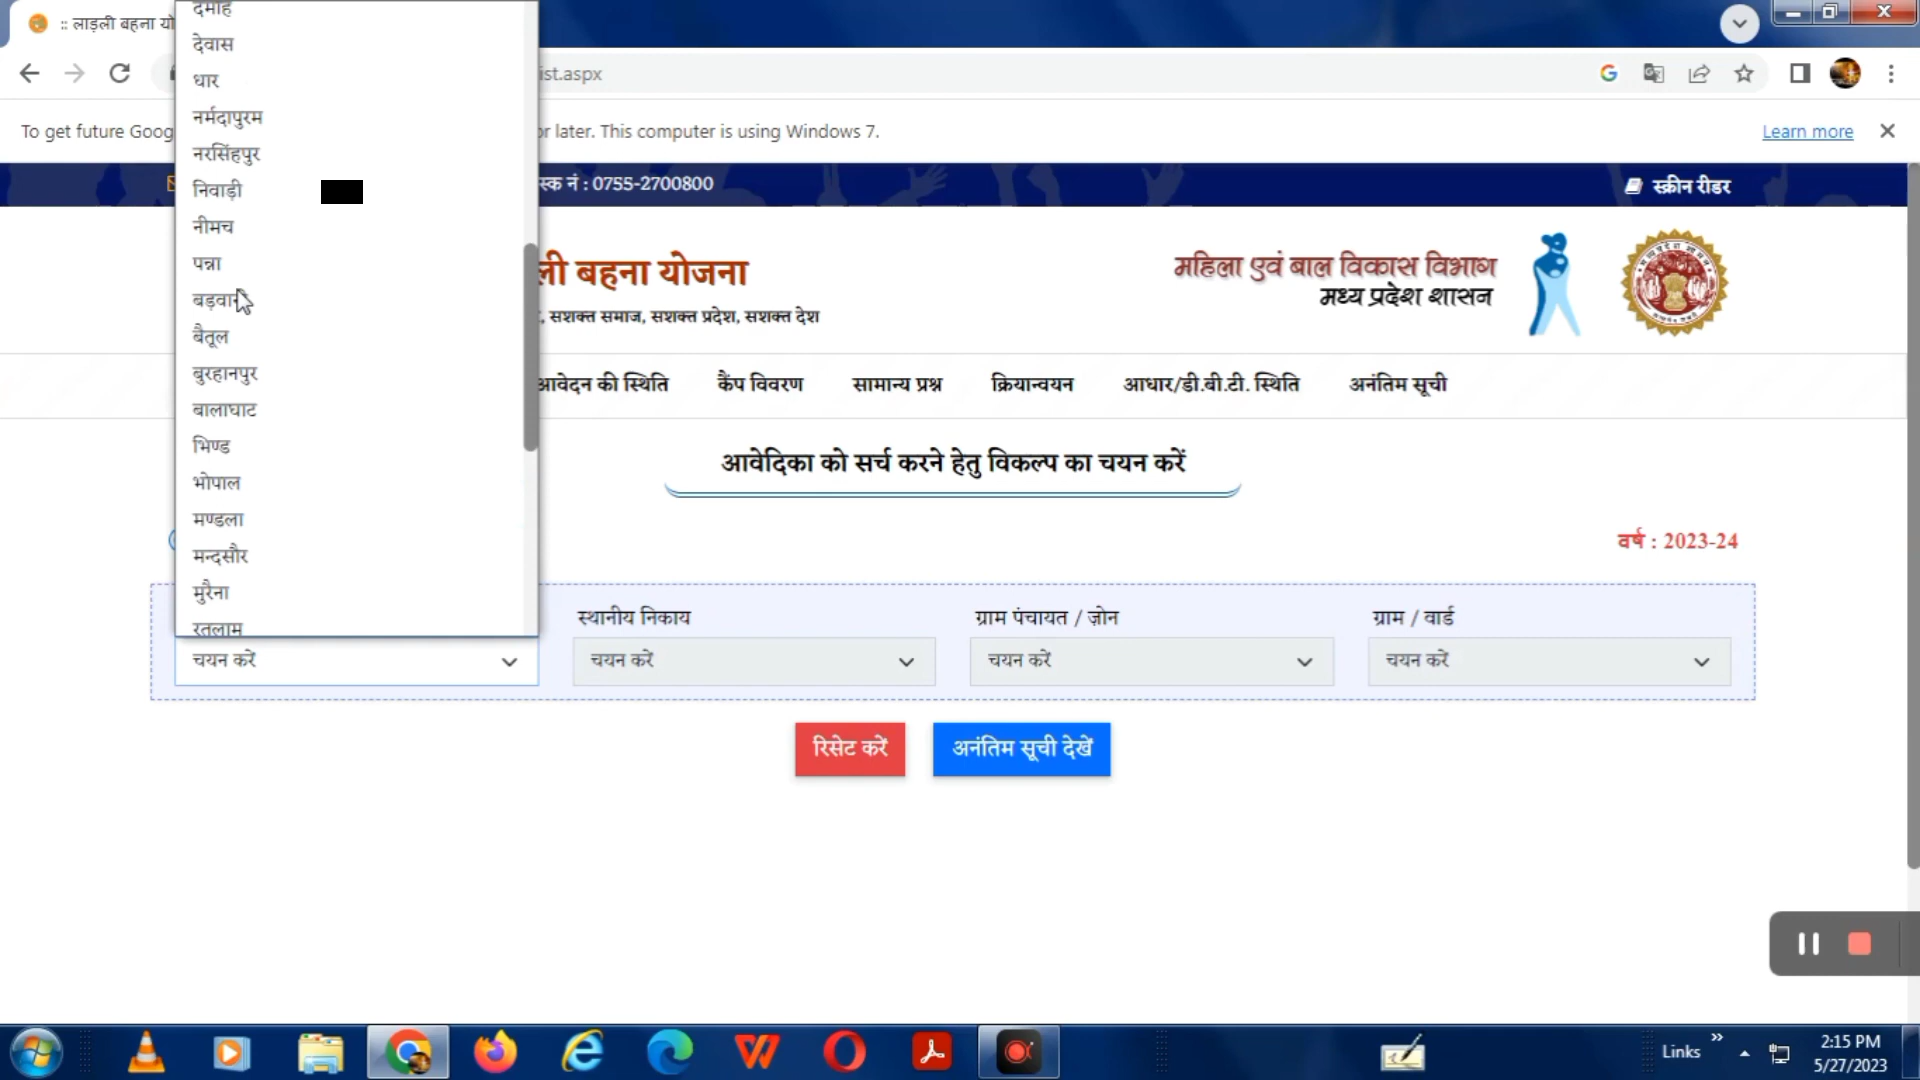 :: लाड़ली बहना यो
ist.aspx
To get future Goog
or later. This computer is using Windows 7.
Learn more
स्क नं : 0755-2700800
स्क्रीन रीडर
दमोह
देवास
धार
नर्मदापुरम
नरसिंहपुर
निवाड़ी
नीमच
पन्ना
बैतूल
बुरहानपुर
बालाघाट
भिण्ड
भोपाल
मण्डला
मन्दसौर
मुरैना
रतलाम
ली बहना योजना
, सशक्त समाज, सशक्त प्रदेश, सशक्त देश
महिला एवं बाल विकास विभाग
मध्य प्रदेश शासन
आवेदन की स्थिति कैंप विवरण सामान्य प्रश्न क्रियान्वयन आधार/डी.बी.टी. स्थिति अनंतिम सूची
आवेदिका को सर्च करने हेतु विकल्प का चयन करें
वर्ष : 2023-24
स्थानीय निकाय ग्राम पंचायत / ज़ोन ग्राम / वार्ड
चयन करें चयन करें चयन करें चयन करें
रिसेट करें अनंतिम सूची देखें
Links
2:15 PM
5/27/2023